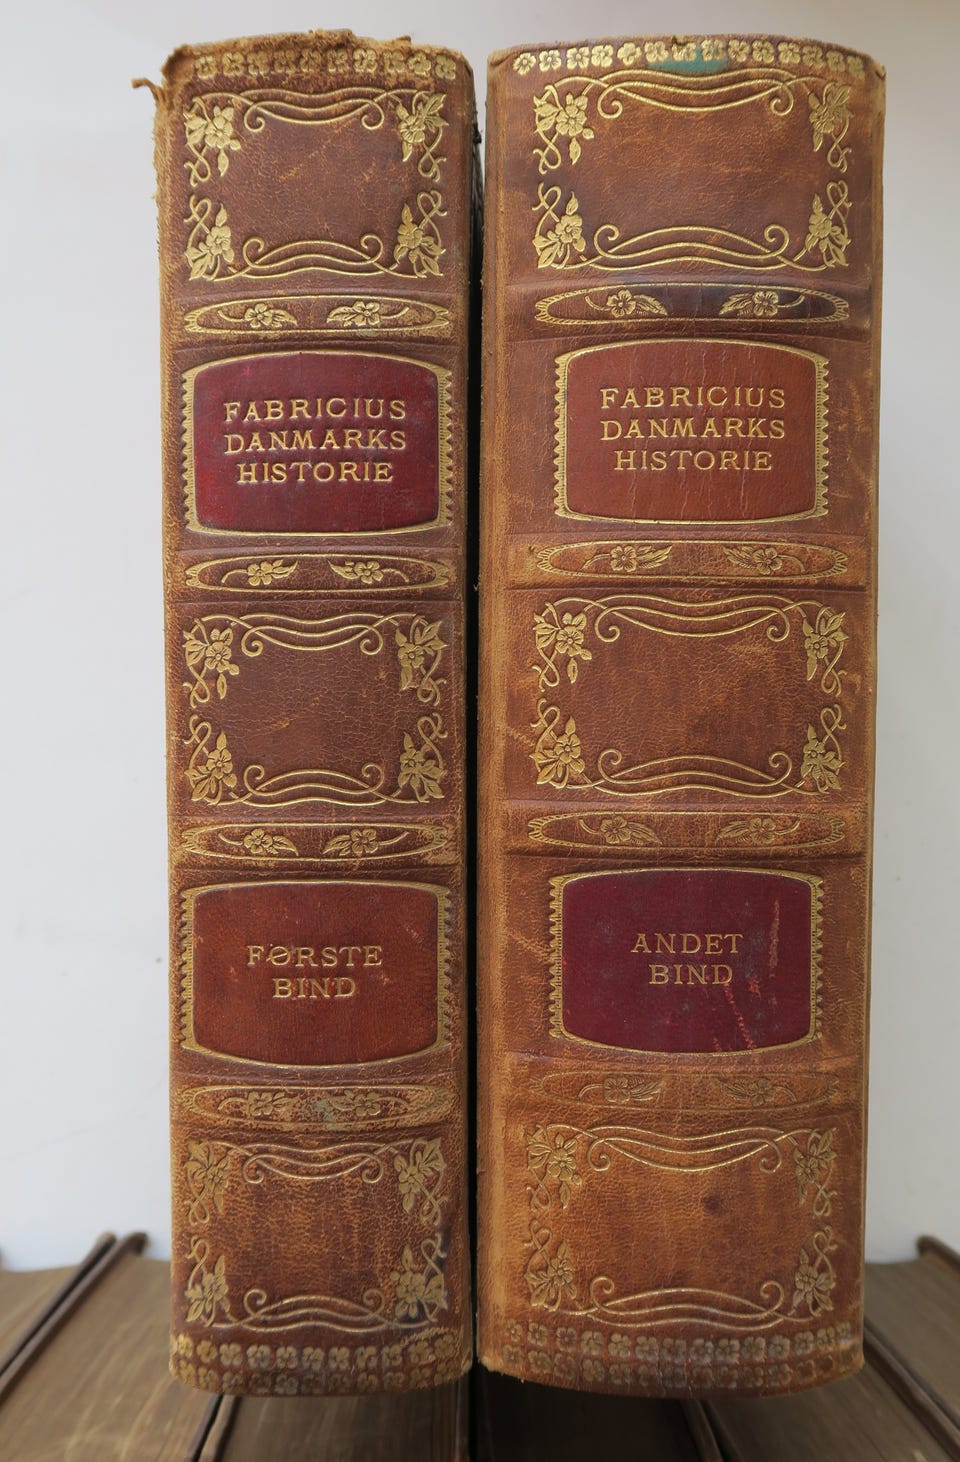 FABRICIUS
DANMARKS
HISTORIE
FØRSTE
BIND
FABRICIUS
DANMARKS
HISTORIE
ANDET
BIND